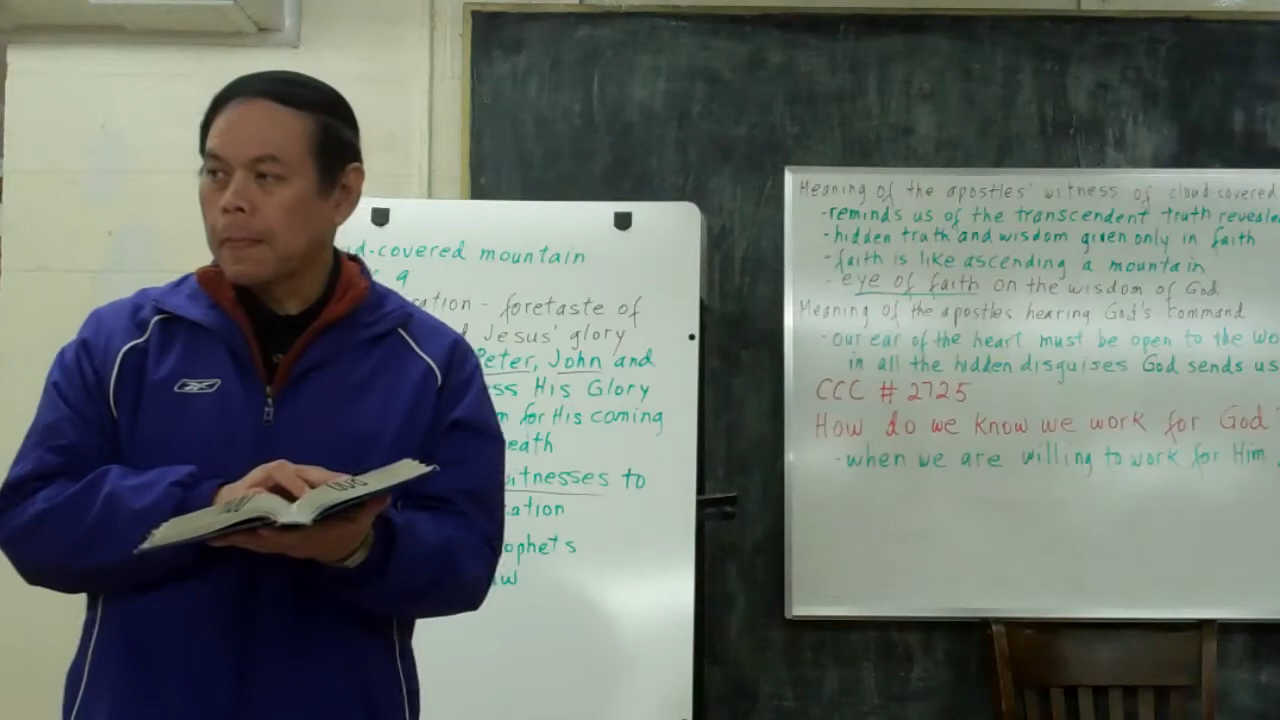 d-covered mountain
9
ration - foretaste of
Jesus' glory
Peter, John and
ss His Glory
for His coming
eath
witnesses to
ation
ophets
aw
Meaning of the apostles' witness of cloud-covered
-reminds us of the transcendent truth reveale
-hidden truth and wisdom given only in faith
-faith is like ascending a mountain
- eye of faith on the wisdom of God
Meaning of the apostles hearing God's command
-our ear of the heart must be open to the Wo
in all the hidden disguises God sends us
CCC # 2725
How do we know we work for God?
-when we are willing to work for Him